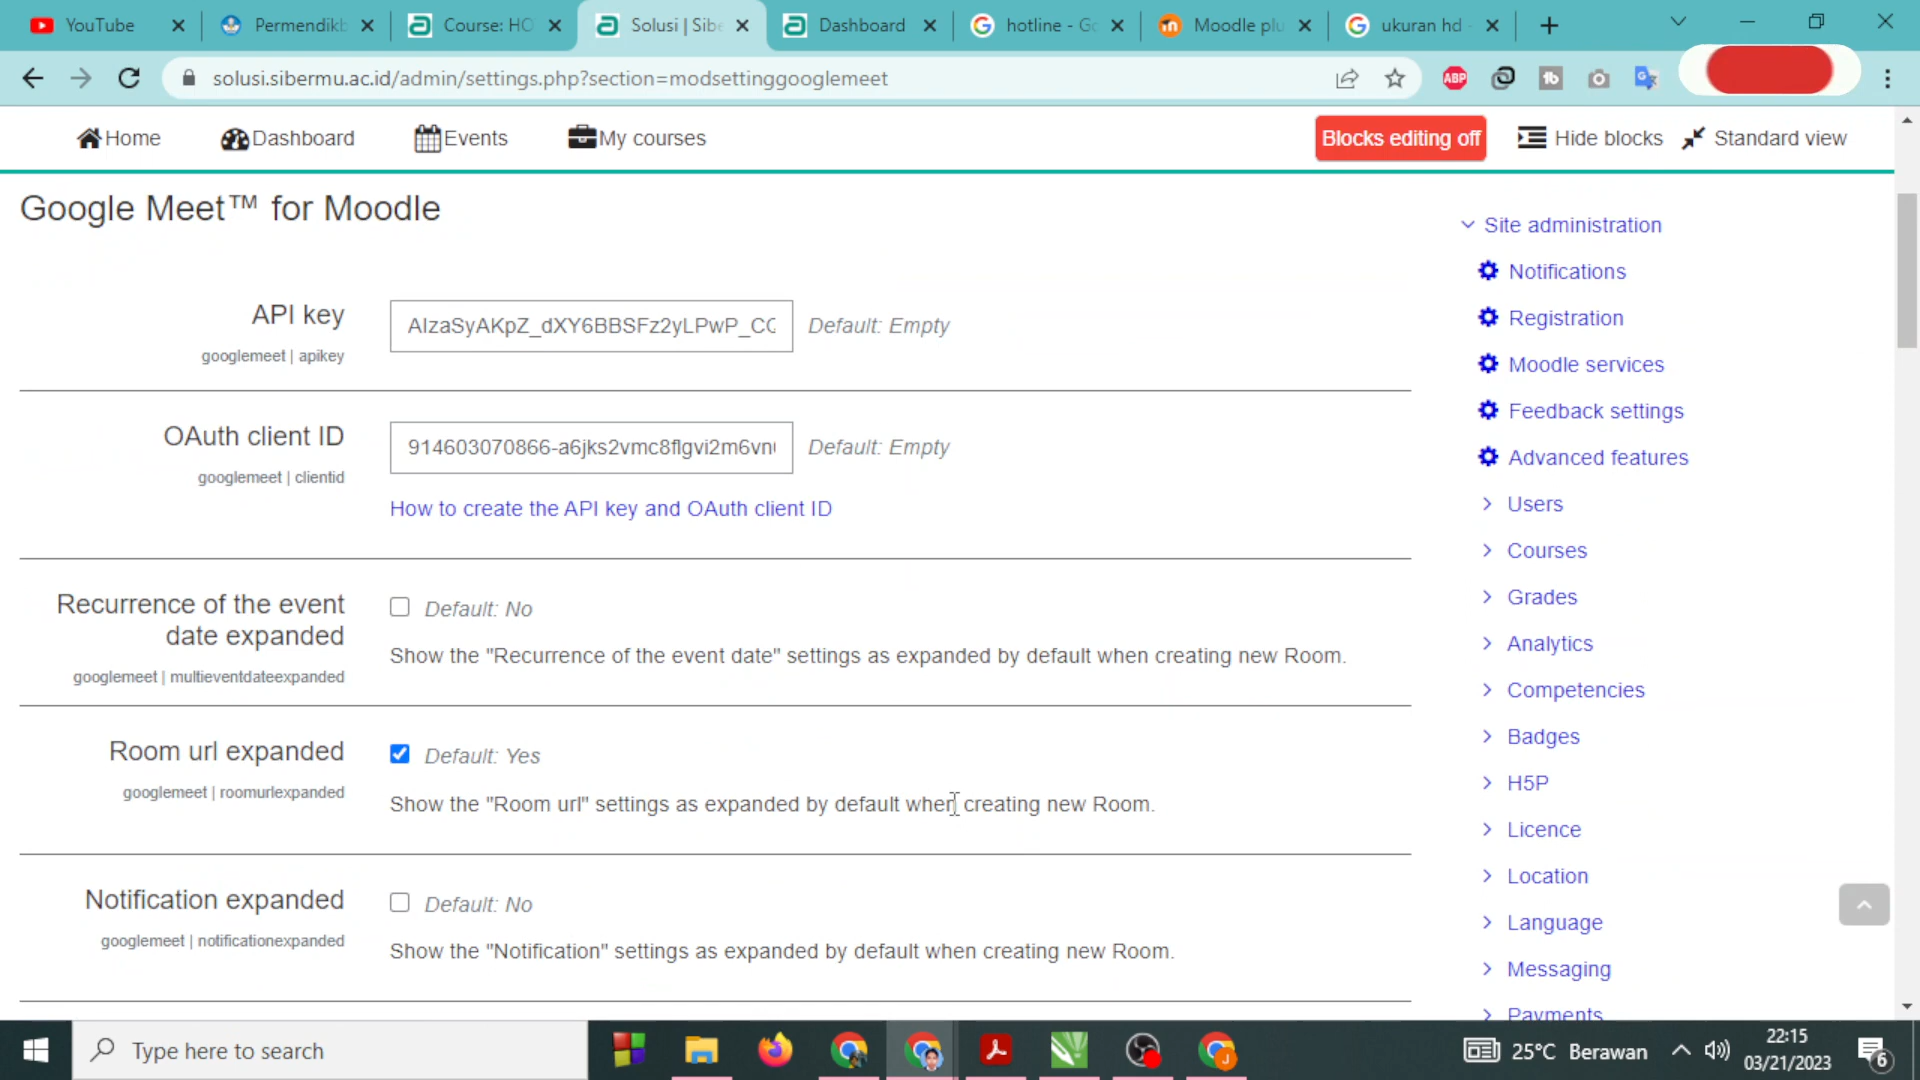 YouTube
Permendikb
Course: HO
Solusi | Sibe
Dashboard
hotline - Go
Moodle plu
ukuran hd -
solusi.sibermu.ac.id/admin/settings.php?section=modsettinggooglemeet
ABP
Home
Dashboard
Events
My courses
Blocks editing off
Hide blocks
Standard view
Google Meet™ for Moodle
API key
AIzaSyAKpZ_dXY6BBSFz2yLPwP_CC
Default: Empty
googlemeet | apikey
OAuth client ID
914603070866-a6jks2vmc8flgvi2m6vn
Default: Empty
googlemeet | clientid
How to create the API key and OAuth client ID
Recurrence of the event
date expanded
Default: No
Show the "Recurrence of the event date" settings as expanded by default when creating new Room.
googlemeet | multieventdateexpanded
Room url expanded
Default: Yes
googlemeet | roomurlexpanded
Show the "Room url" settings as expanded by default when creating new Room.
Notification expanded
Default: No
googlemeet | notificationexpanded
Show the "Notification" settings as expanded by default when creating new Room.
Site administration
Notifications
Registration
Moodle services
Feedback settings
Advanced features
Users
Courses
Grades
Analytics
Competencies
Badges
H5P
Licence
Location
Language
Messaging
Payments
Type here to search
25°C Berawan
22:15
03/21/2023
6